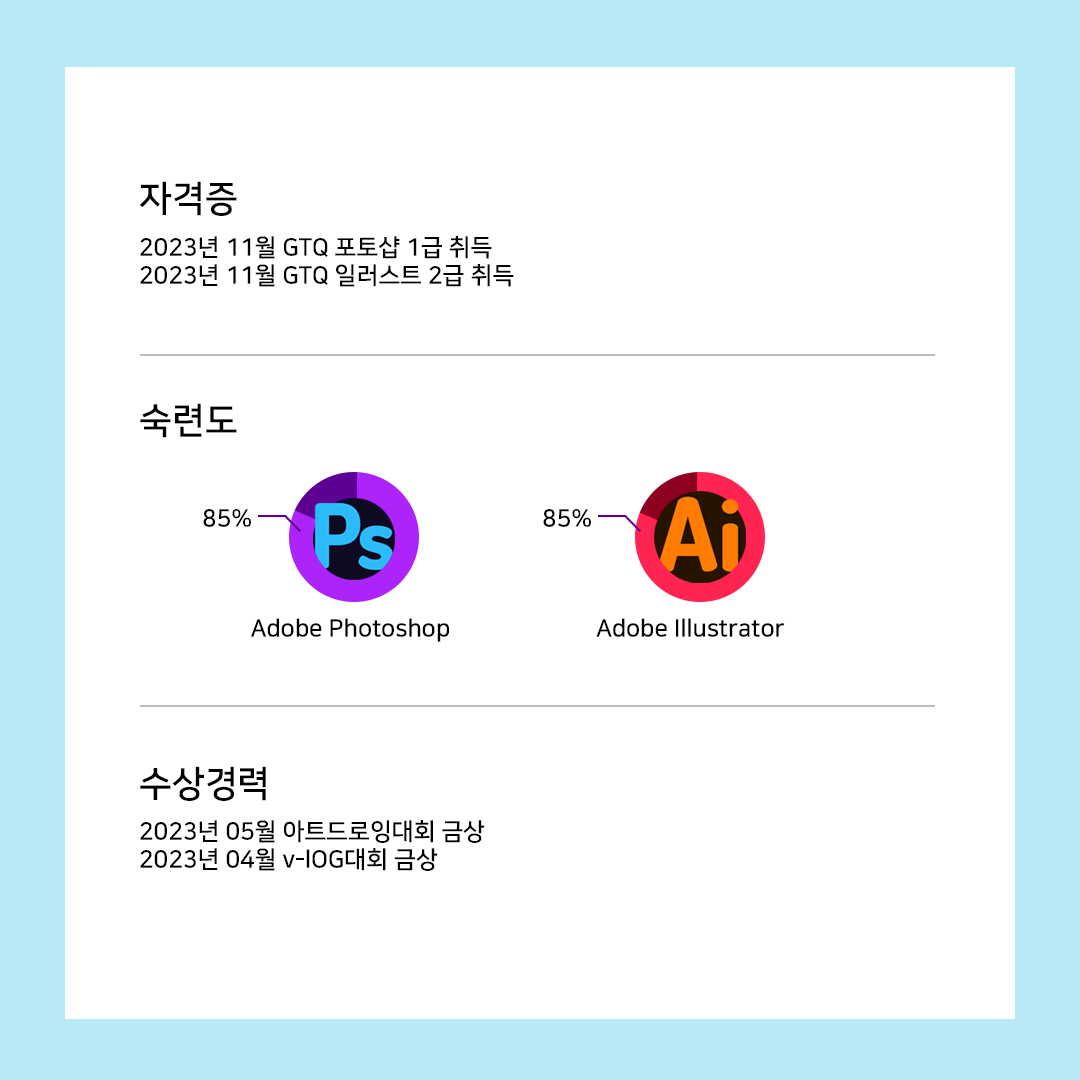 자격증
2023년 11월 GTQ 포토샵 1급 취득
2023년 11월 GTQ 일러스트 2급 취득
숙련도
85%
Ps
85%
Ai
Adobe Photoshop
Adobe Illustrator
수상경력
2023년 05월 아트드로잉대회 금상
2023년 04월 v-lOG대회 금상